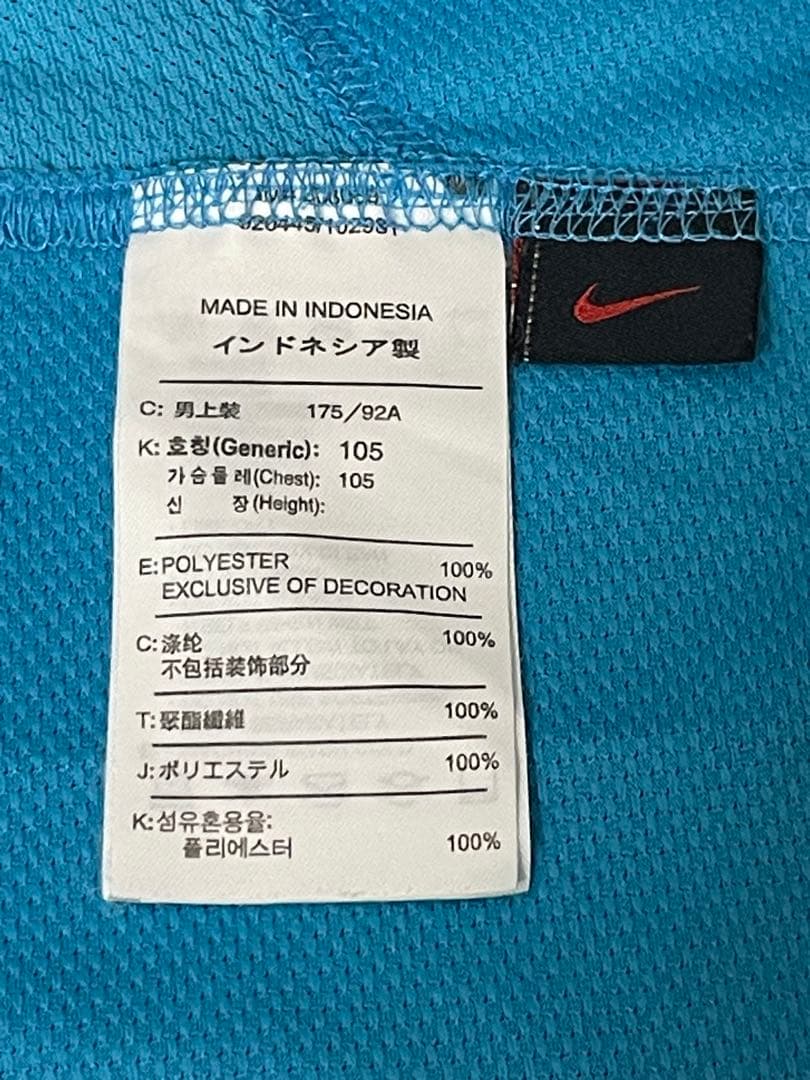 MADE IN INDONESIA
インドネシア製
C: 男上裝 175/92A
K: 호칭(Generic): 105
가슴둘레(Chest): 105
신 장(Height):
E:POLYESTER 100%
EXCLUSIVE OF DECORATION
C:涤纶 100%
不包括装饰部分
T:聚酯纖維 100%
J:ポリエステル 100%
K:섬유혼용율:
폴리에스터 100%